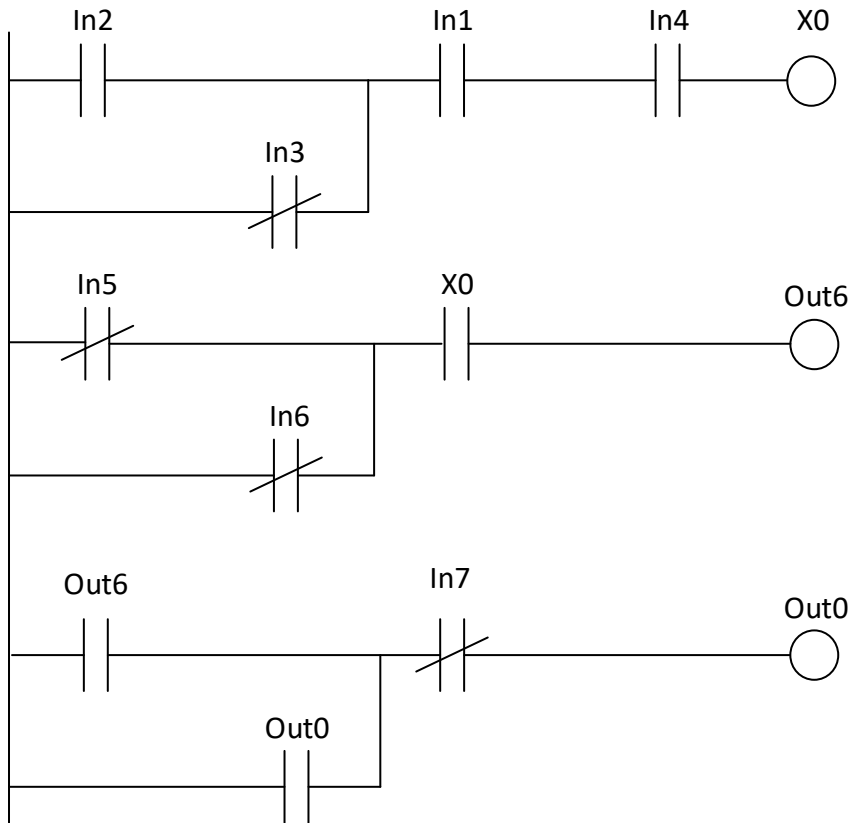 In2 In1 In4 X0
In3
In5 X0 Out6
In6
Out6 In7 Out0
Out0